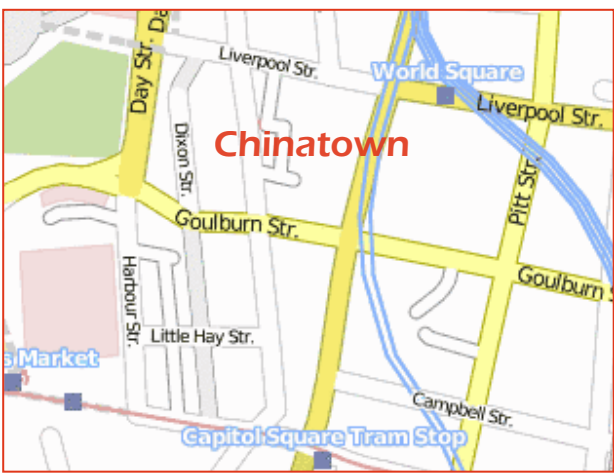 Day Str.
Da
Liverpool Str.
World Square
Liverpool Str.
Chinatown
Dixon Str.
Pitt Str.
Goulburn Str.
Goulburn S
Harbour Str.
Little Hay Str.
s Market
Campbell Str.
Capitol Square Tram Stop